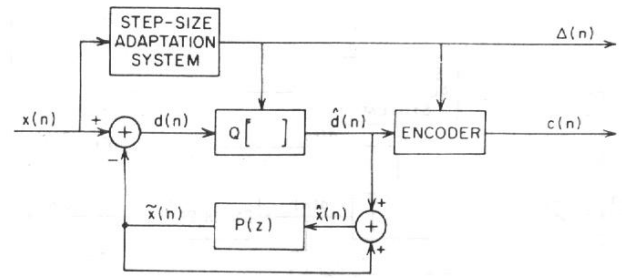 STEP-SIZE
ADAPTATION
SYSTEM
Δ(n)
x(n)
+
+
d(n)
Q[ ]
d̂(n)
ENCODER
c(n)
−
x̃(n)
P(z)
x̂(n)
+
+
+